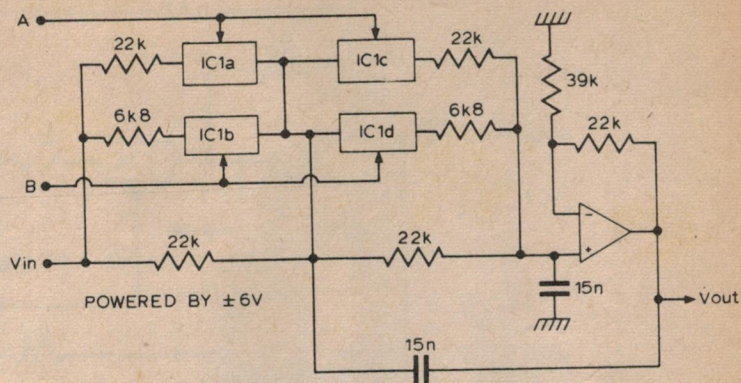 A
22k
IC1a
IC1c
22k
39k
6k8
IC1b
IC1d
6k8
22k
B
-
+
Vin
22k
22k
15n
Vout
POWERED BY ±6V
15n